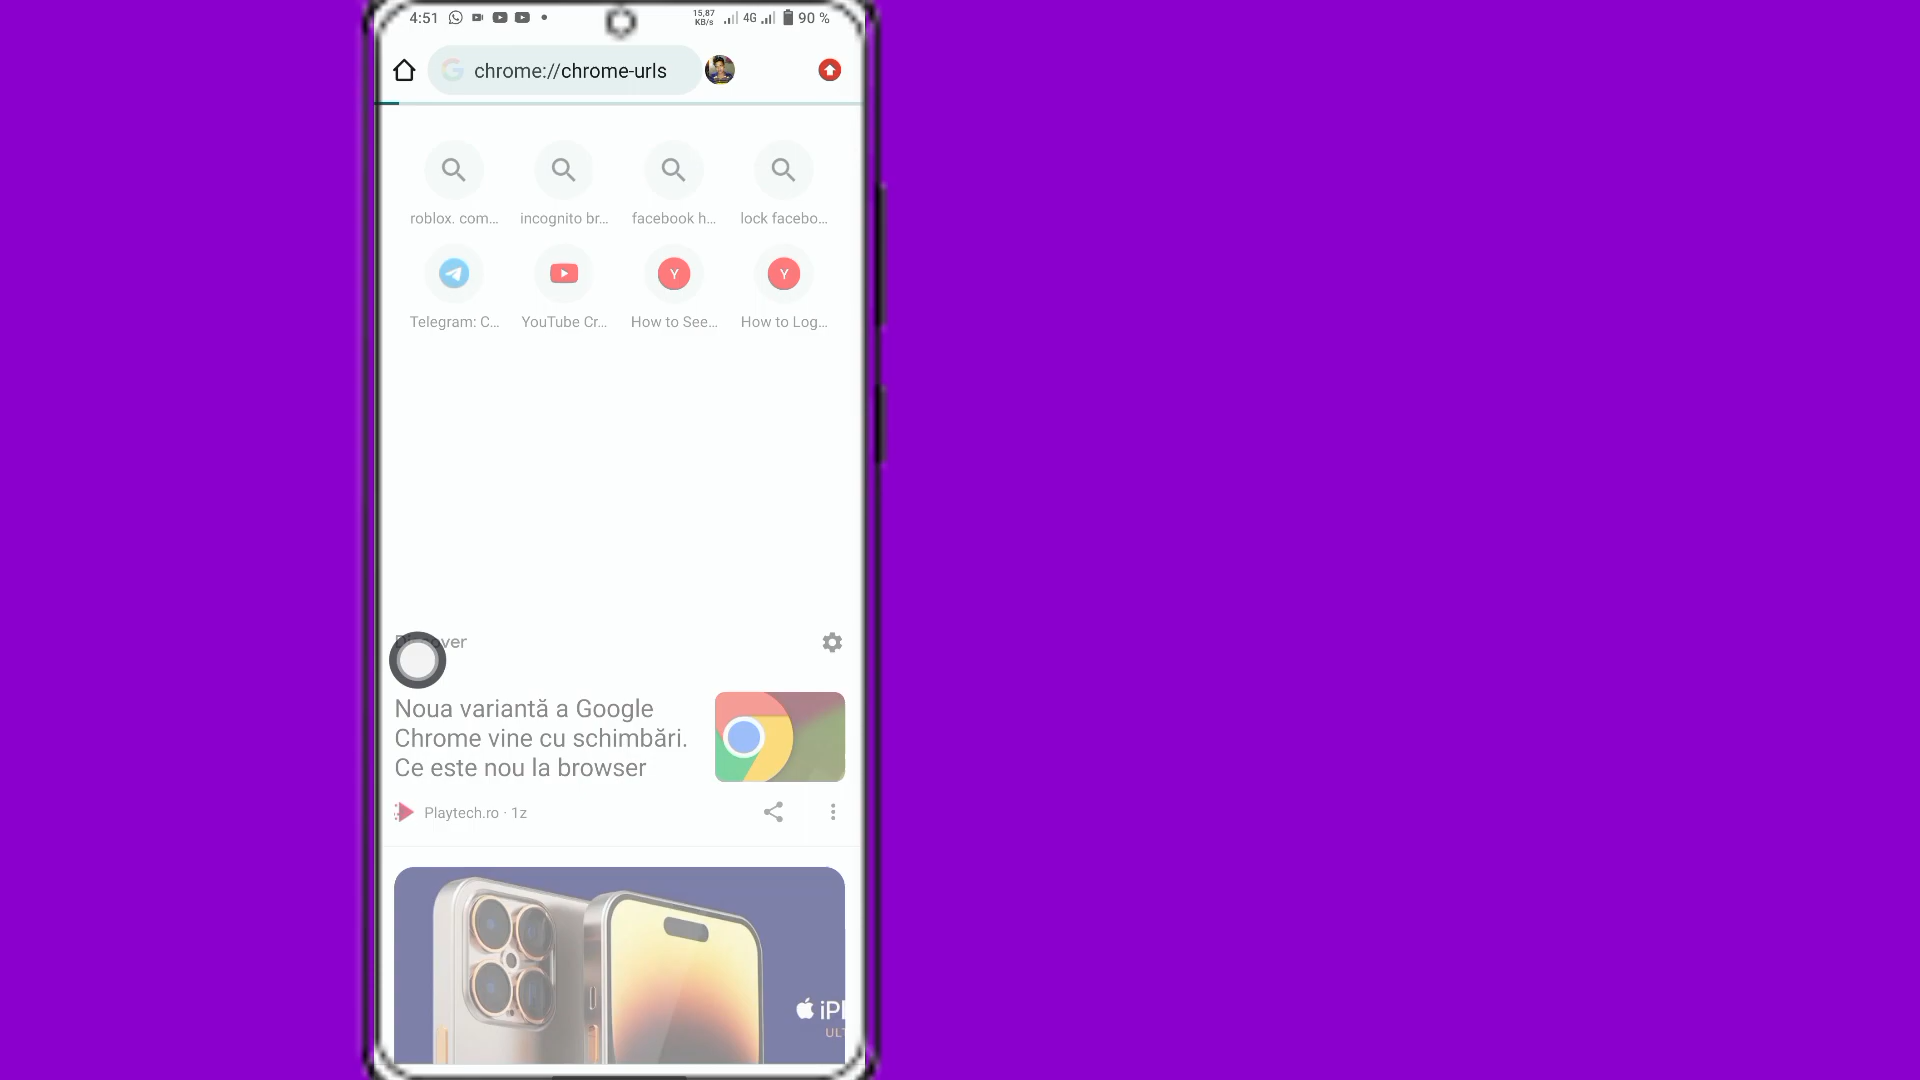 4:51
15,87
KB/s
4G
90 %
chrome://chrome-urls
roblox. com...
incognito br...
facebook h...
lock facebo...
Telegram: C...
YouTube Cr...
Y
How to See...
Y
How to Log...
Noua variantă a Google
Chrome vine cu schimbări.
Ce este nou la browser
Playtech.ro · 1z